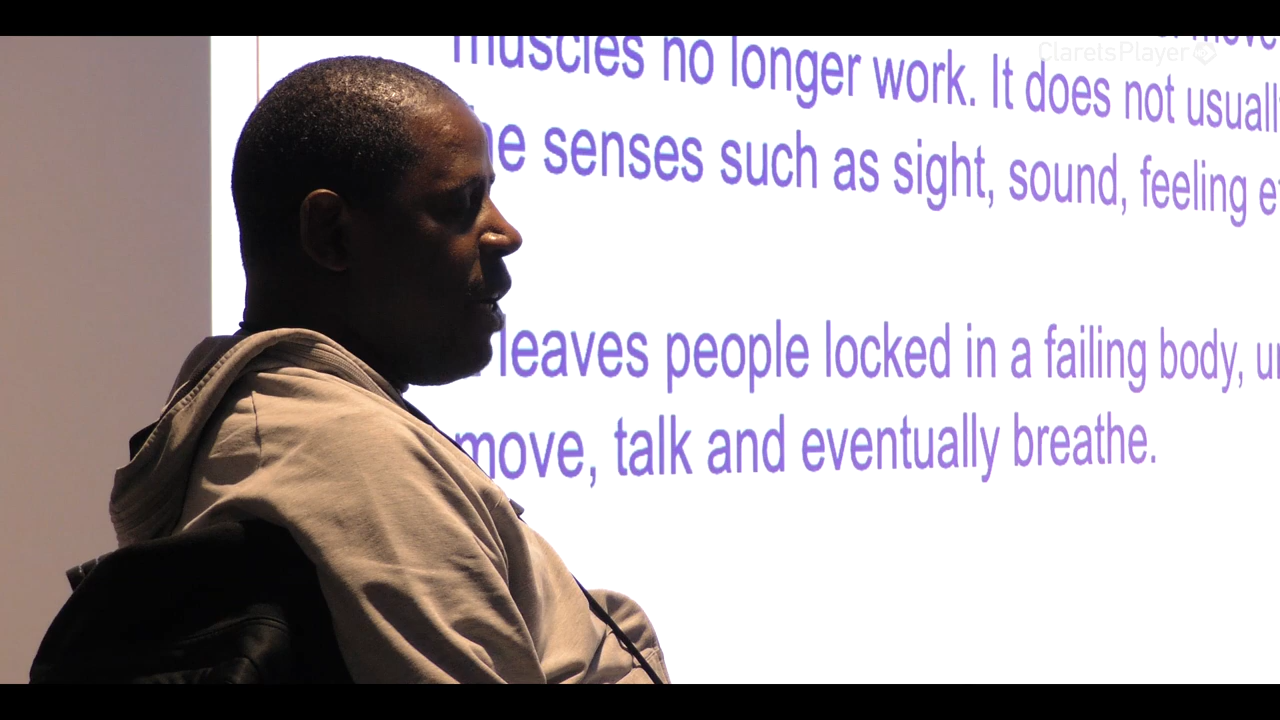 ClaretsPlayer
muscles no longer work. It does not usually
senses such as sight, sound, feeling
leaves people locked in a failing body,
move, talk and eventually breathe.